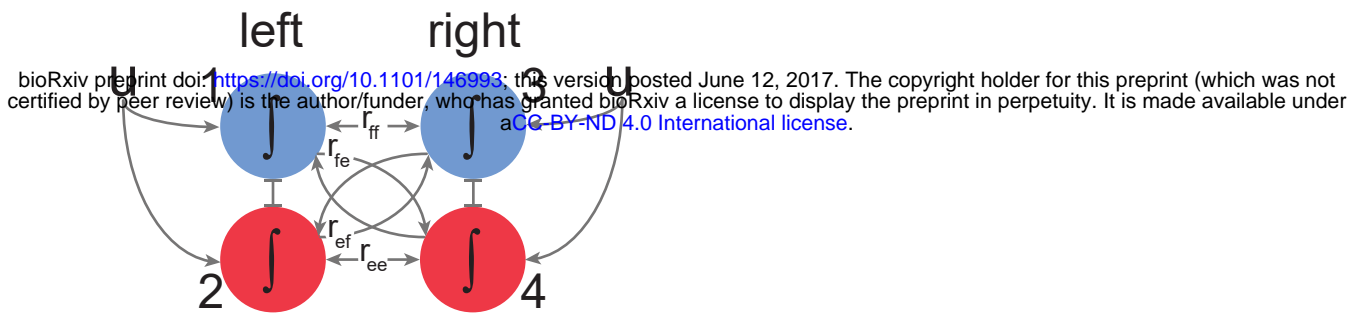 left right
bioRxiv preprint doi: https://doi.org/10.1101/146993; this version posted June 12, 2017. The copyright holder for this preprint (which was not
certified by peer review) is the author/funder, who has granted bioRxiv a license to display the preprint in perpetuity. It is made available under
aCC-BY-ND 4.0 International license.
u 1 3 u
∫ ∫
rff
rfe
ref
ree
∫ ∫
2 4